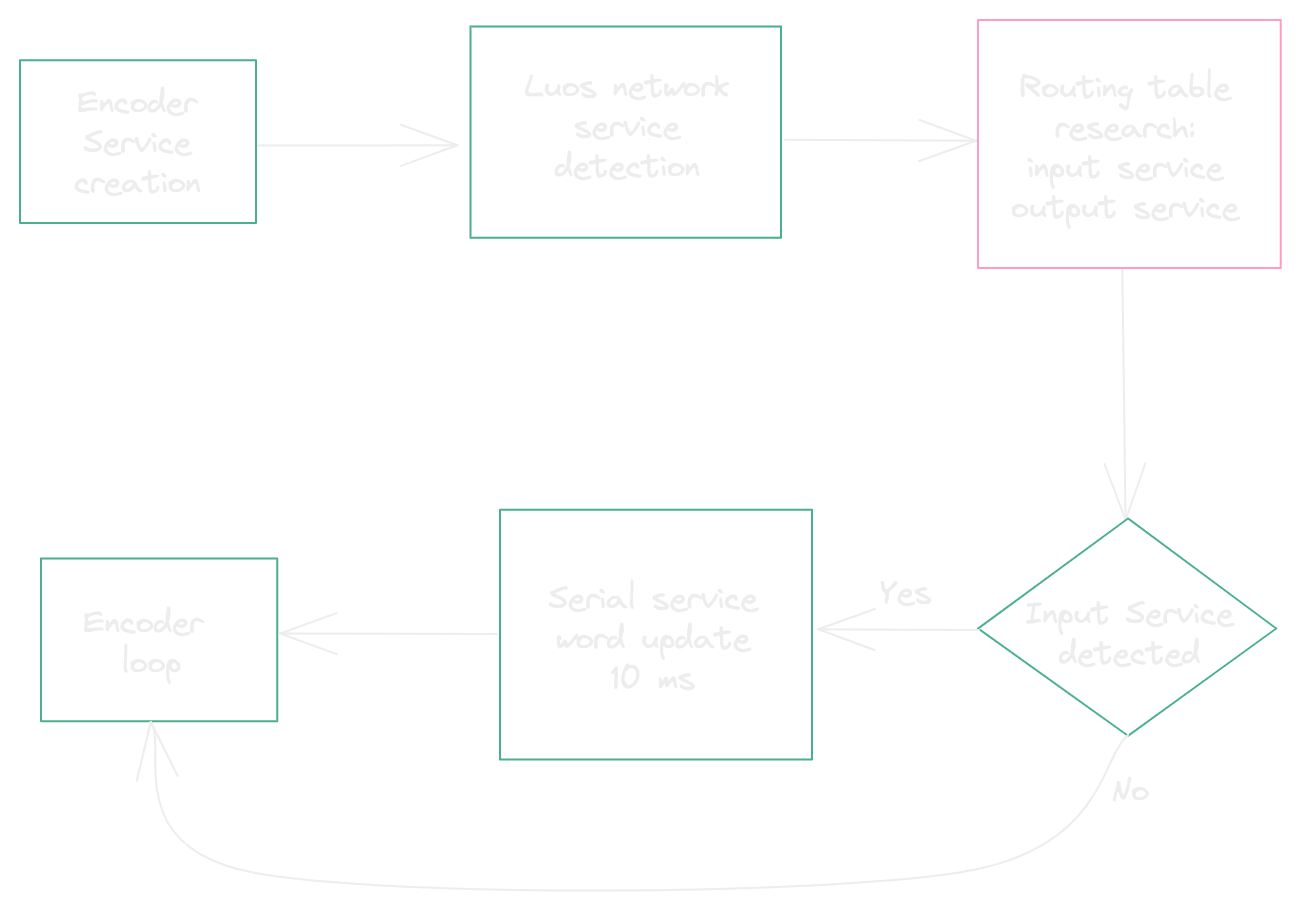 Encoder
Service
creation
Luos network
service
detection
Routing table
research:
input service
output service
Input Service
detected
Yes
No
Serial service
word update
10 ms
Encoder
loop